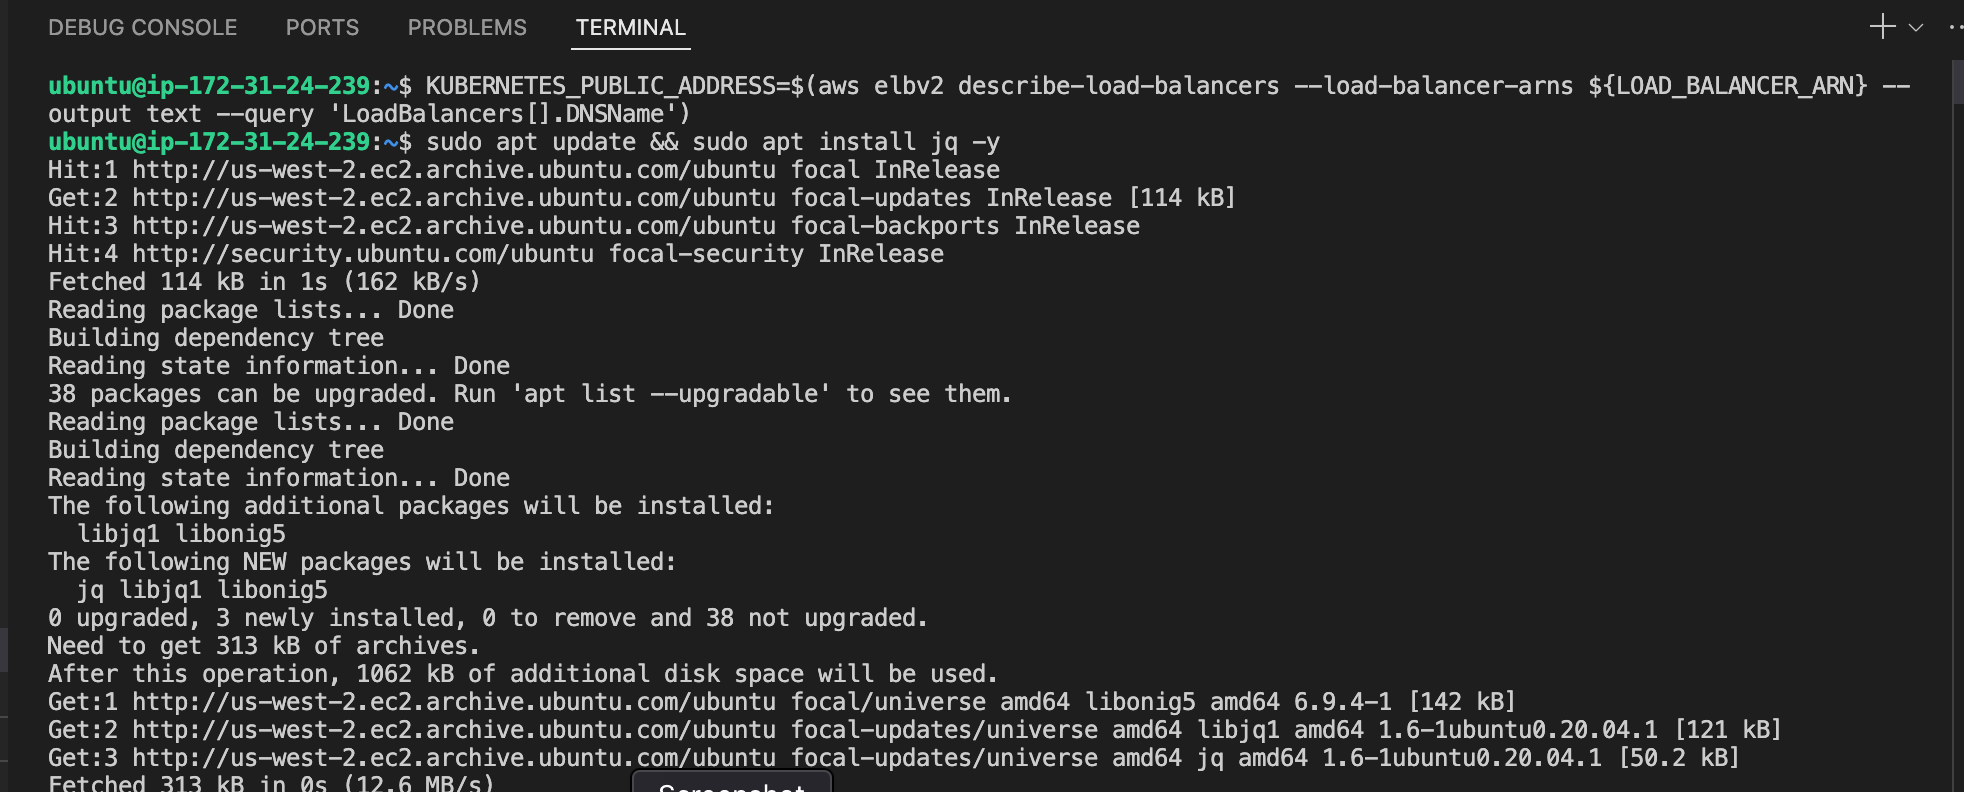 DEBUG CONSOLE PORTS PROBLEMS TERMINAL
ubuntu@ip-172-31-24-239:~$ KUBERNETES_PUBLIC_ADDRESS=$(aws elbv2 describe-load-balancers --load-balancer-arns ${LOAD_BALANCER_ARN} --
output text --query 'LoadBalancers[].DNSName')
ubuntu@ip-172-31-24-239:~$ sudo apt update && sudo apt install jq -y
Hit:1 http://us-west-2.ec2.archive.ubuntu.com/ubuntu focal InRelease
Get:2 http://us-west-2.ec2.archive.ubuntu.com/ubuntu focal-updates InRelease [114 kB]
Hit:3 http://us-west-2.ec2.archive.ubuntu.com/ubuntu focal-backports InRelease
Hit:4 http://security.ubuntu.com/ubuntu focal-security InRelease
Fetched 114 kB in 1s (162 kB/s)
Reading package lists... Done
Building dependency tree
Reading state information... Done
38 packages can be upgraded. Run 'apt list --upgradable' to see them.
Reading package lists... Done
Building dependency tree
Reading state information... Done
The following additional packages will be installed:
  libjq1 libonig5
The following NEW packages will be installed:
  jq libjq1 libonig5
0 upgraded, 3 newly installed, 0 to remove and 38 not upgraded.
Need to get 313 kB of archives.
After this operation, 1062 kB of additional disk space will be used.
Get:1 http://us-west-2.ec2.archive.ubuntu.com/ubuntu focal/universe amd64 libonig5 amd64 6.9.4-1 [142 kB]
Get:2 http://us-west-2.ec2.archive.ubuntu.com/ubuntu focal-updates/universe amd64 libjq1 amd64 1.6-1ubuntu0.20.04.1 [121 kB]
Get:3 http://us-west-2.ec2.archive.ubuntu.com/ubuntu focal-updates/universe amd64 jq amd64 1.6-1ubuntu0.20.04.1 [50.2 kB]
Fetched 313 kB in 0s (12.6 MB/s)
Screenshot